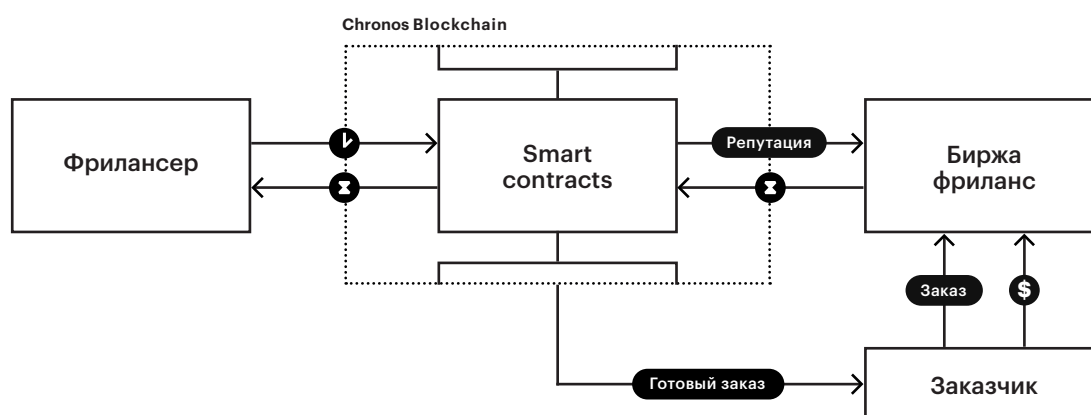 Chronos Blockchain
Фрилансер
Smart
contracts
Репутация
Биржа
фриланс
Заказ
$
Готовый заказ
Заказчик